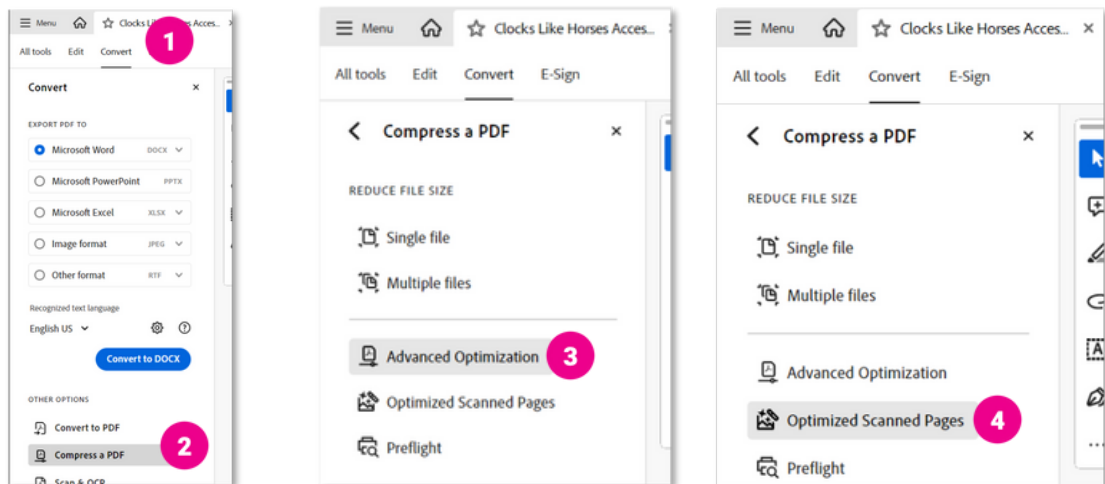 Menu
Clocks Like Horses Acces..
1
All tools Edit Convert
Convert
EXPORT PDF TO
Microsoft Word DOCX
Microsoft PowerPoint PPTX
Microsoft Excel XLSX
Image format JPEG
Other format RTF
Recognized text language
English US
Convert to DOCX
OTHER OPTIONS
Convert to PDF
Compress a PDF
2
Scan & OCR
Menu
Clocks Like Horses Acces...
All tools Edit Convert E-Sign
Compress a PDF
REDUCE FILE SIZE
Single file
Multiple files
Advanced Optimization
3
Optimized Scanned Pages
Preflight
Menu
Clocks Like Horses Acces...
All tools Edit Convert E-Sign
Compress a PDF
REDUCE FILE SIZE
Single file
Multiple files
Advanced Optimization
Optimized Scanned Pages
4
Preflight